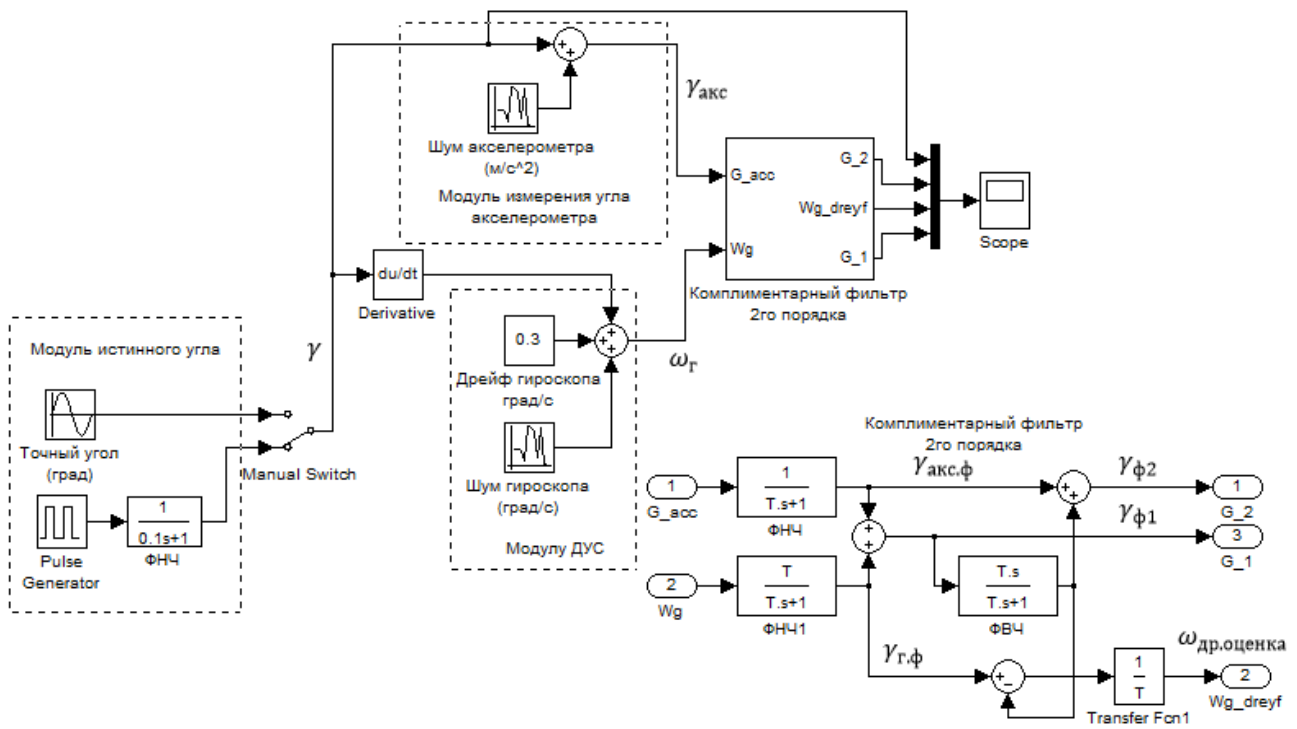 Модуль истинного угла
Точный угол
(град)
Pulse
Generator
1
0.1s+1
ФНЧ
Manual Switch
γ
+
+
Шум акселерометра
(м/с^2)
Модуль измерения угла
акселерометра
γакс
du/dt
Derivative
0.3
Дрейф гироскопа
град/с
+
+
+
Шум гироскопа
(град/с)
Модулу ДУС
ωг
G_acc
Wg
G_2
Wg_dreyf
G_1
Комплиментарный фильтр
2го порядка
Scope
Комплиментарный фильтр
2го порядка
1
G_acc
1
T.s+1
ФНЧ
γакс.ф
+
+
γф2
1
G_2
+
+
γф1
3
G_1
2
Wg
T
T.s+1
ФНЧ1
T.s
T.s+1
ФВЧ
γг.ф
+
−
1
T
Transfer Fcn1
ωдр.оценка
2
Wg_dreyf